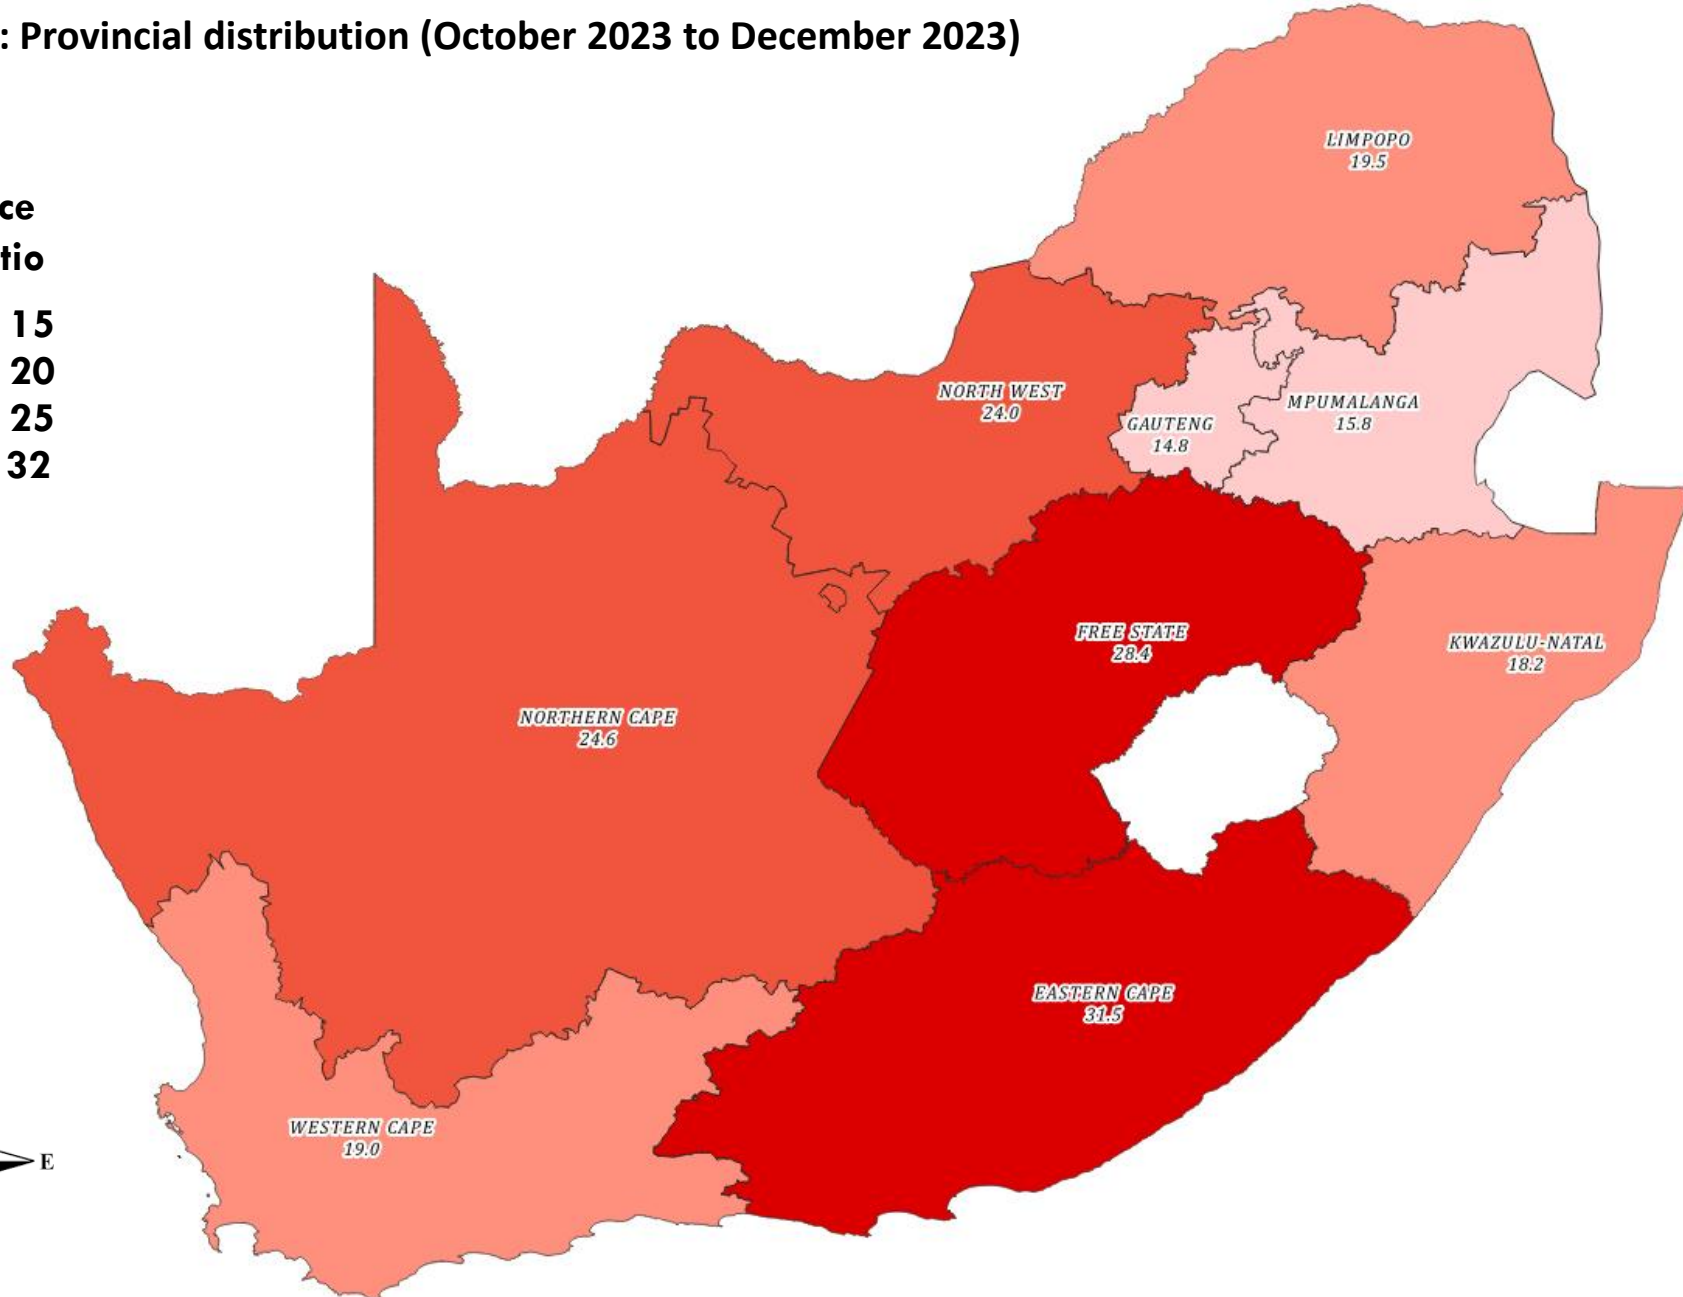 : Provincial distribution (October 2023 to December 2023)
ce
tio
15
20
25
32
LIMPOPO
19.5
NORTH WEST
24.0
GAUTENG
14.8
MPUMALANGA
15.8
FREE STATE
28.4
KWAZULU-NATAL
18.2
NORTHERN CAPE
24.6
EASTERN CAPE
31.5
WESTERN CAPE
19.0
E